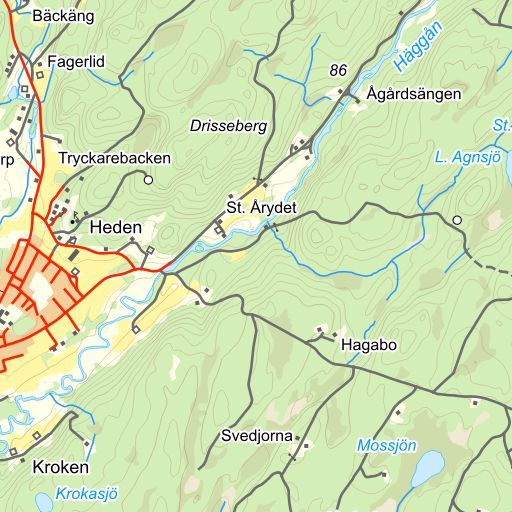 Bäckäng
Fagerlid
Häggån
86
Ågårdsängen
Drisseberg
St.
rp
Tryckarebacken
L. Agnsjö
St. Årydet
Heden
Hagabo
Svedjorna
Mossjön
Kroken
Krokasjö